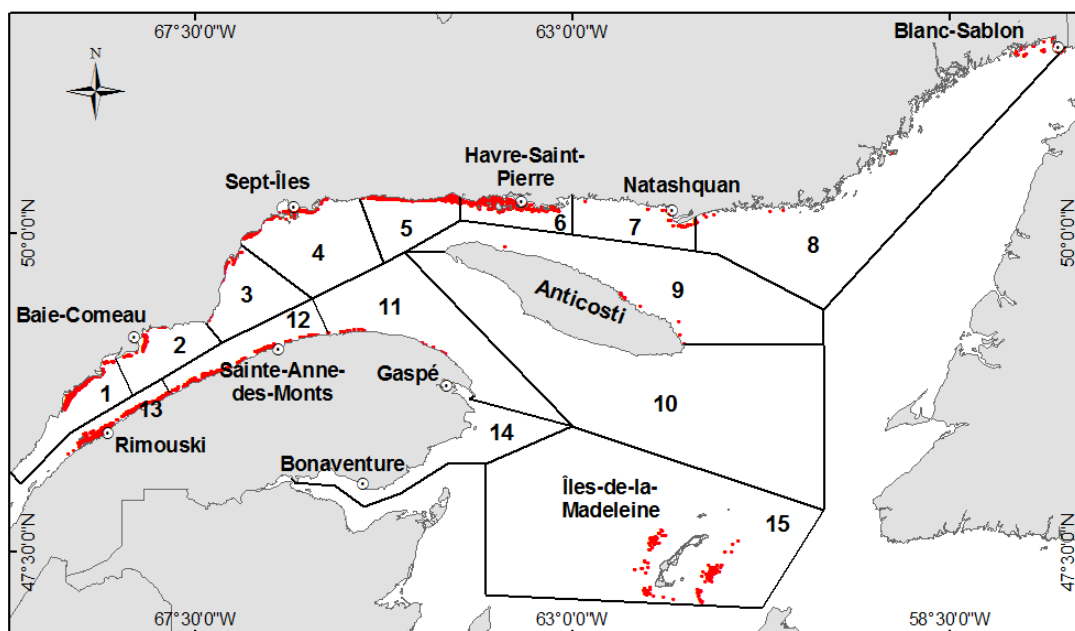 67°30'0"W
63°0'0"W
Blanc-Sablon
N
Havre-Saint-
Pierre
Sept-Îles
Natashquan
50°0'0"N
50°0'0"N
6
5
7
4
8
9
3
Anticosti
11
12
Baie-Comeau
2
Sainte-Anne-
des-Monts
Gaspé
1
13
10
14
Rimouski
Bonaventure
Îles-de-la-
Madeleine
15
47°30'0"N
47°30'0"N
67°30'0"W
63°0'0"W
58°30'0"W